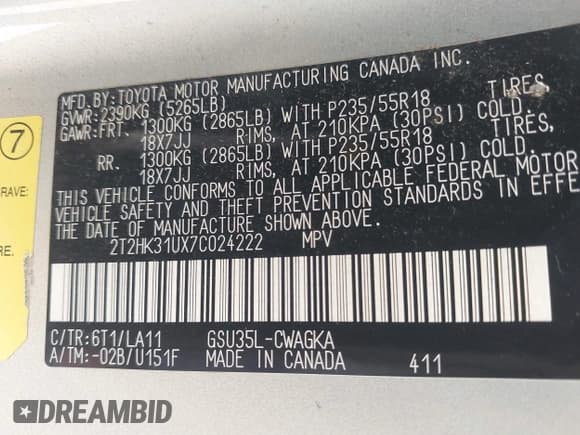 MFD.BY:TOYOTA MOTOR MANUFACTURING CANADA INC.
GVWR:2390KG (5265LB)
GAWR:FRT. 1300KG (2865LB) WITH P235/55R18 TIRES,
18X7JJ RIMS, AT 210KPA (30PSI) COLD.
RR. 1300KG (2865LB) WITH P235/55R18 TIRES,
18X7JJ RIMS, AT 210KPA (30PSI) COLD.
THIS VEHICLE CONFORMS TO ALL APPLICABLE FEDERAL MOTOR
VEHICLE SAFETY AND THEFT PREVENTION STANDARDS IN EFFE
THE DATE OF MANUFACTURE SHOWN ABOVE.
2T2HK31UX7C024222 MPV
C/TR:6T1/LA11 GSU35L-CWAGKA
A/TM:-02B/U151F MADE IN CANADA 411
7
RAVE:
RE.
DREAMBID